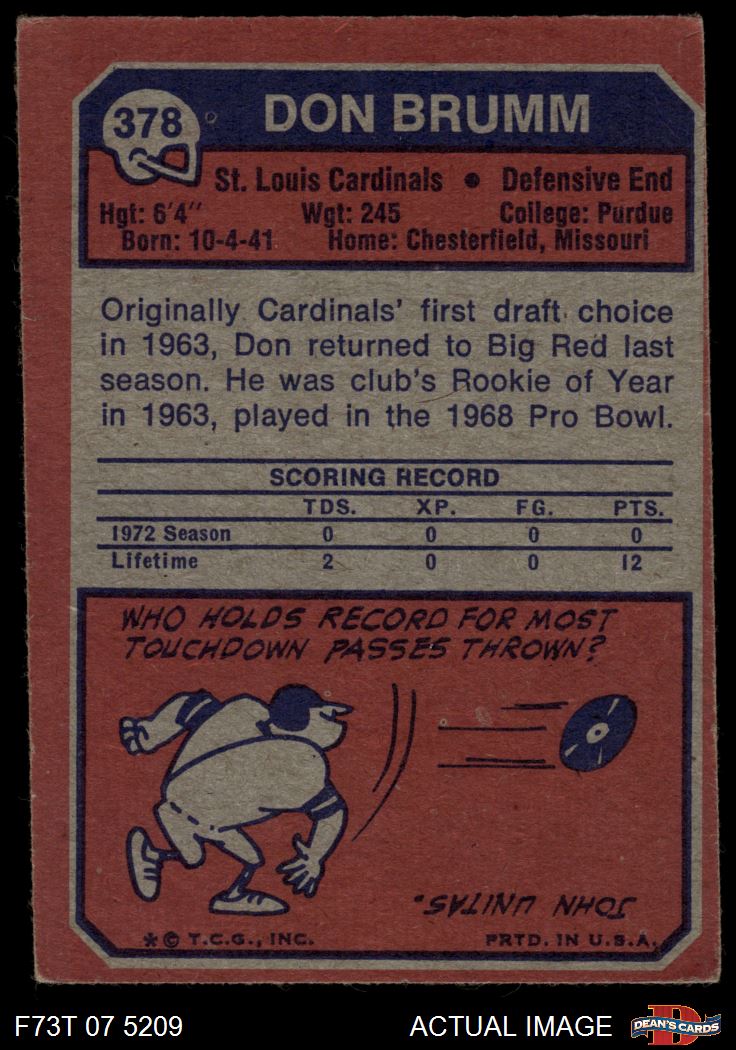 378
DON BRUMM
St. Louis Cardinals • Defensive End
Hgt: 6'4" Wgt: 245 College: Purdue
Born: 10-4-41 Home: Chesterfield, Missouri
Originally Cardinals' first draft choice
in 1963, Don returned to Big Red last
season. He was club's Rookie of Year
in 1963, played in the 1968 Pro Bowl.
SCORING RECORD
TDS. XP. FG. PTS.
1972 Season 0 0 0 0
Lifetime 2 0 0 12
WHO HOLDS RECORD FOR MOST
TOUCHDOWN PASSES THROWN?
JOHN UNITAS.
* © T.C.G., INC. PRTD. IN U.S.A.
F73T 07 5209 ACTUAL IMAGE DEAN'S CARDS